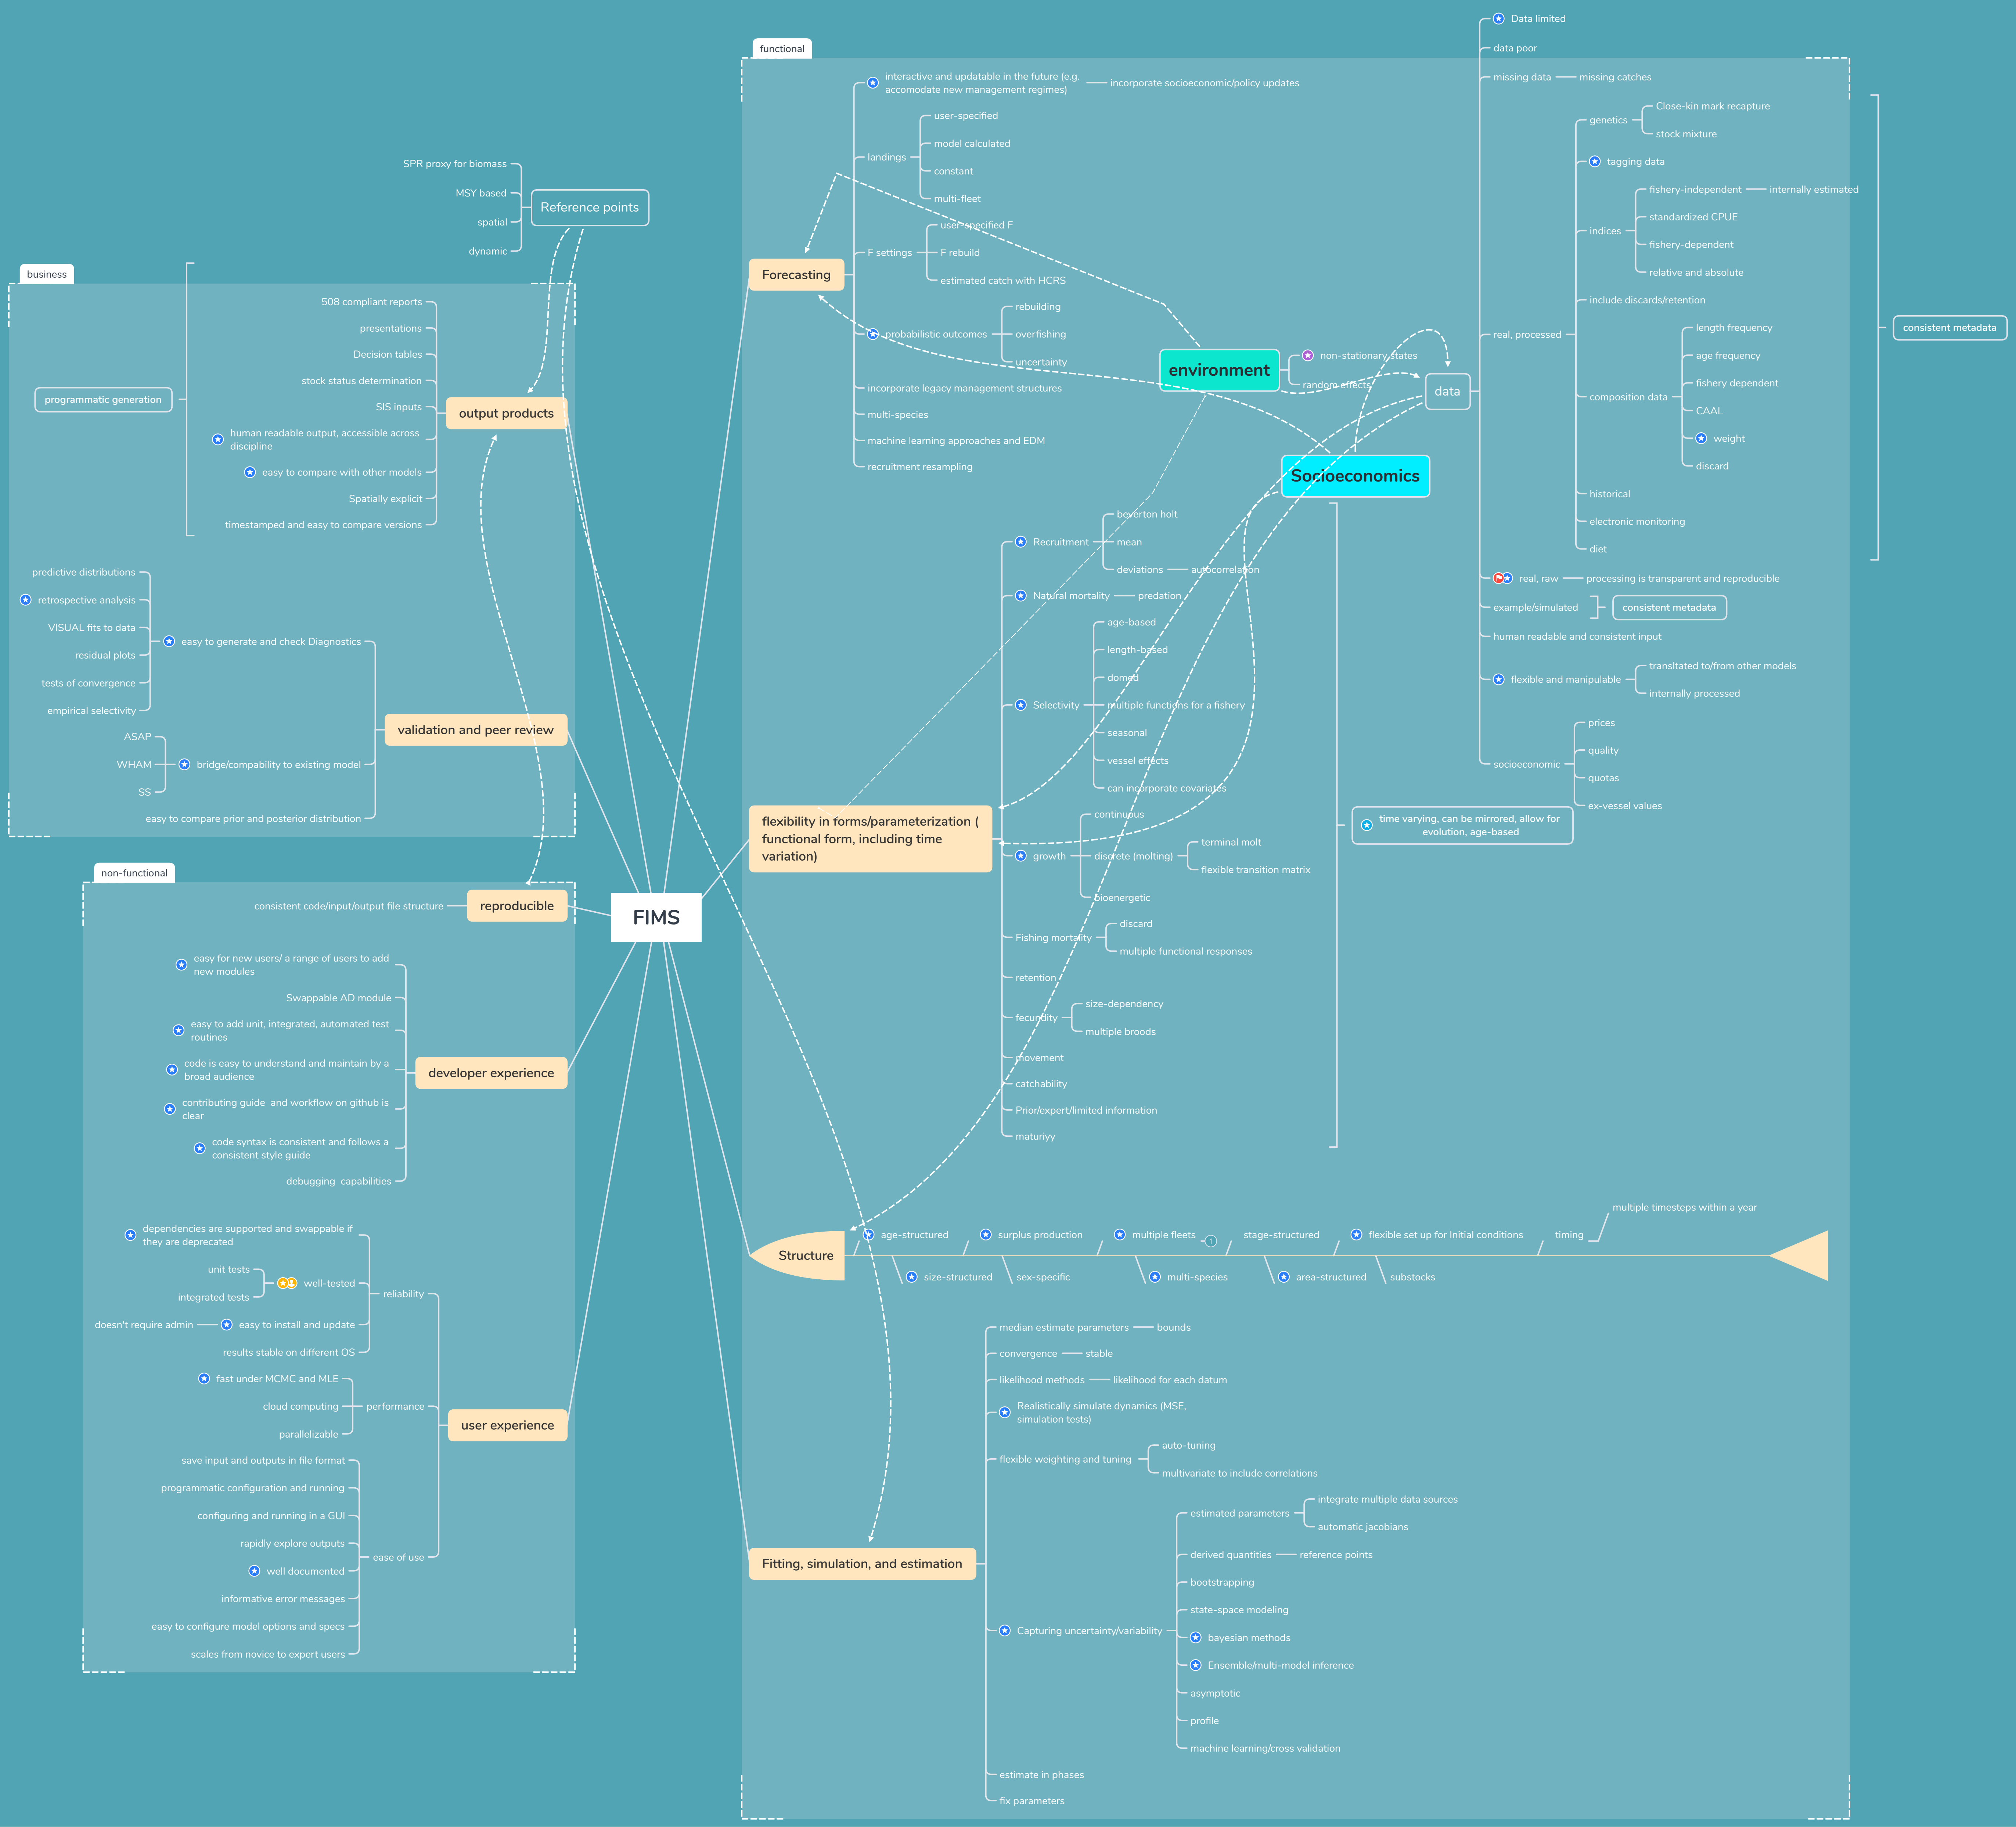 functional
interactive and updatable in the future (e.g.
accomodate new management regimes)
incorporate socioeconomic/policy updates
landings
user-specified
model calculated
constant
multi-fleet
Forecasting
F settings
user-specified F
F rebuild
estimated catch with HCRS
probabilistic outcomes
rebuilding
overfishing
uncertainty
incorporate legacy management structures
multi-species
machine learning approaches and EDM
recruitment resampling
environment
non-stationary states
random effects
Socioeconomics
data
Data limited
data poor
missing data
missing catches
real, processed
genetics
Close-kin mark recapture
stock mixture
tagging data
indices
fishery-independent
internally estimated
standardized CPUE
fishery-dependent
relative and absolute
include discards/retention
composition data
length frequency
age frequency
fishery dependent
CAAL
weight
discard
historical
electronic monitoring
diet
consistent metadata
real, raw
processing is transparent and reproducible
example/simulated
consistent metadata
human readable and consistent input
flexible and manipulable
transltated to/from other models
internally processed
socioeconomic
prices
quality
quotas
ex-vessel values
Reference points
SPR proxy for biomass
MSY based
spatial
dynamic
business
programmatic generation
508 compliant reports
presentations
Decision tables
stock status determination
SIS inputs
human readable output, accessible across
discipline
easy to compare with other models
Spatially explicit
timestamped and easy to compare versions
output products
predictive distributions
retrospective analysis
VISUAL fits to data
residual plots
tests of convergence
empirical selectivity
easy to generate and check Diagnostics
ASAP
WHAM
SS
bridge/compability to existing model
easy to compare prior and posterior distribution
validation and peer review
non-functional
consistent code/input/output file structure
reproducible
FIMS
easy for new users/ a range of users to add
new modules
Swappable AD module
easy to add unit, integrated, automated test
routines
code is easy to understand and maintain by a
broad audience
contributing guide  and workflow on github is
clear
code syntax is consistent and follows a
consistent style guide
debugging  capabilities
developer experience
dependencies are supported and swappable if
they are deprecated
unit tests
integrated tests
well-tested
reliability
doesn't require admin
easy to install and update
results stable on different OS
fast under MCMC and MLE
cloud computing
performance
parallelizable
user experience
save input and outputs in file format
programmatic configuration and running
configuring and running in a GUI
rapidly explore outputs
ease of use
well documented
informative error messages
easy to configure model options and specs
scales from novice to expert users
flexibility in forms/parameterization (
functional form, including time
variation)
Recruitment
beverton holt
mean
deviations
autocorrelation
Natural mortality
predation
Selectivity
age-based
length-based
domed
multiple functions for a fishery
seasonal
vessel effects
can incorporate covariates
growth
continuous
discrete (molting)
terminal molt
flexible transition matrix
bioenergetic
Fishing mortality
discard
multiple functional responses
retention
fecundity
size-dependency
multiple broods
movement
catchability
Prior/expert/limited information
maturiyy
time varying, can be mirrored, allow for
evolution, age-based
Structure
age-structured
surplus production
multiple fleets
1
stage-structured
flexible set up for Initial conditions
timing
multiple timesteps within a year
size-structured
sex-specific
multi-species
area-structured
substocks
Fitting, simulation, and estimation
median estimate parameters
bounds
convergence
stable
likelihood methods
likelihood for each datum
Realistically simulate dynamics (MSE,
simulation tests)
flexible weighting and tuning
auto-tuning
multivariate to include correlations
Capturing uncertainty/variability
estimated parameters
integrate multiple data sources
automatic jacobians
derived quantities
reference points
bootstrapping
state-space modeling
bayesian methods
Ensemble/multi-model inference
asymptotic
profile
machine learning/cross validation
estimate in phases
fix parameters